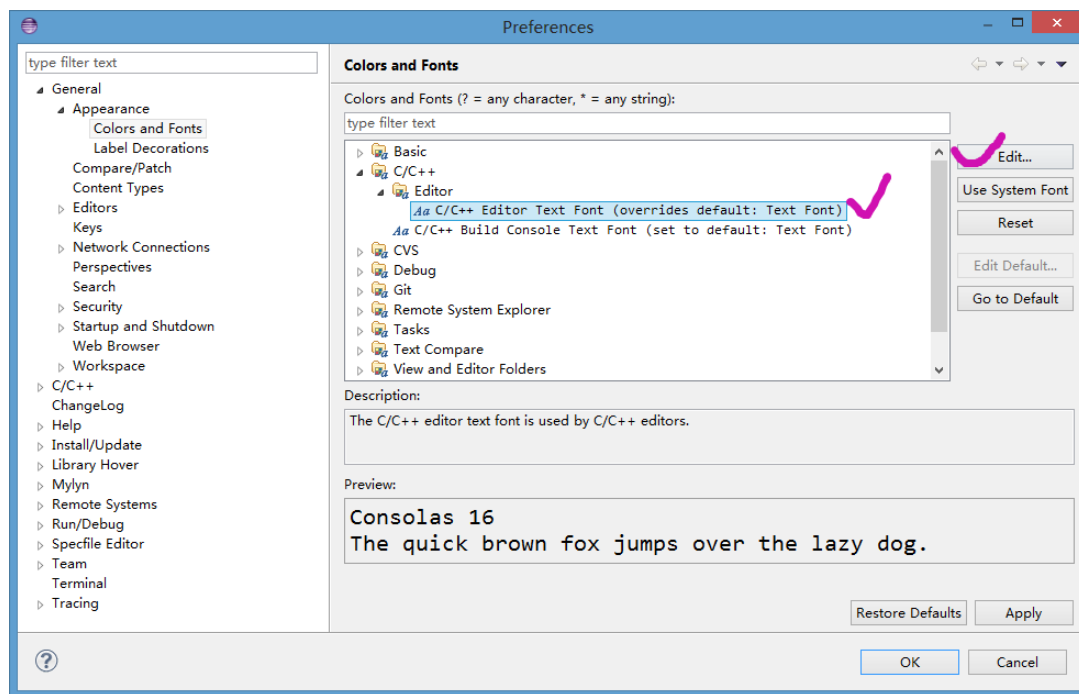 Preferences
type filter text
General
Appearance
Colors and Fonts
Label Decorations
Compare/Patch
Content Types
Editors
Keys
Network Connections
Perspectives
Search
Security
Startup and Shutdown
Web Browser
Workspace
C/C++
ChangeLog
Help
Install/Update
Library Hover
Mylyn
Remote Systems
Run/Debug
Specfile Editor
Team
Terminal
Tracing
Colors and Fonts
Colors and Fonts (? = any character, * = any string):
type filter text
Basic
C/C++
Editor
Aa C/C++ Editor Text Font (overrides default: Text Font)
Aa C/C++ Build Console Text Font (set to default: Text Font)
CVS
Debug
Git
Remote System Explorer
Tasks
Text Compare
View and Editor Folders
Edit...
Use System Font
Reset
Edit Default...
Go to Default
Description:
The C/C++ editor text font is used by C/C++ editors.
Preview:
Consolas 16
The quick brown fox jumps over the lazy dog.
Restore Defaults
Apply
OK
Cancel